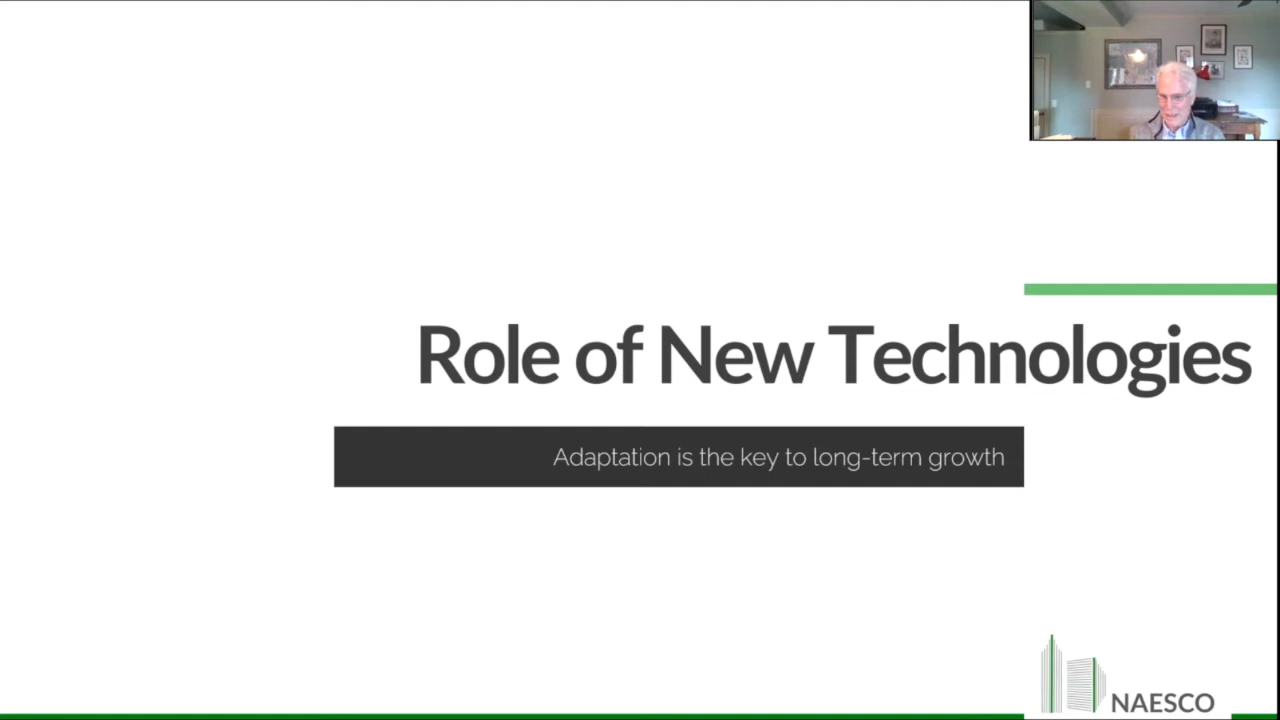 Role of New Technologies
Adaptation is the key to long-term growth
NAESCO